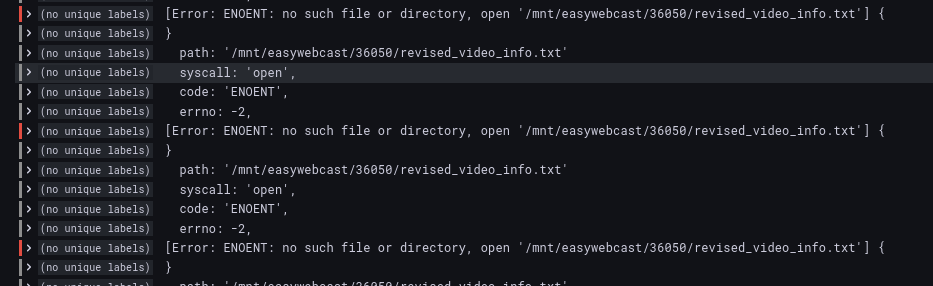 (no unique labels) [Error: ENOENT: no such file or directory, open '/mnt/easywebcast/36050/revised_video_info.txt'] {
(no unique labels) }
(no unique labels) path: '/mnt/easywebcast/36050/revised_video_info.txt'
(no unique labels) syscall: 'open',
(no unique labels) code: 'ENOENT',
(no unique labels) errno: -2,
(no unique labels) [Error: ENOENT: no such file or directory, open '/mnt/easywebcast/36050/revised_video_info.txt'] {
(no unique labels) }
(no unique labels) path: '/mnt/easywebcast/36050/revised_video_info.txt'
(no unique labels) syscall: 'open',
(no unique labels) code: 'ENOENT',
(no unique labels) errno: -2,
(no unique labels) [Error: ENOENT: no such file or directory, open '/mnt/easywebcast/36050/revised_video_info.txt'] {
(no unique labels) }
(no unique labels) path: '/mnt/easywebcast/36050/revised_video_info.txt'